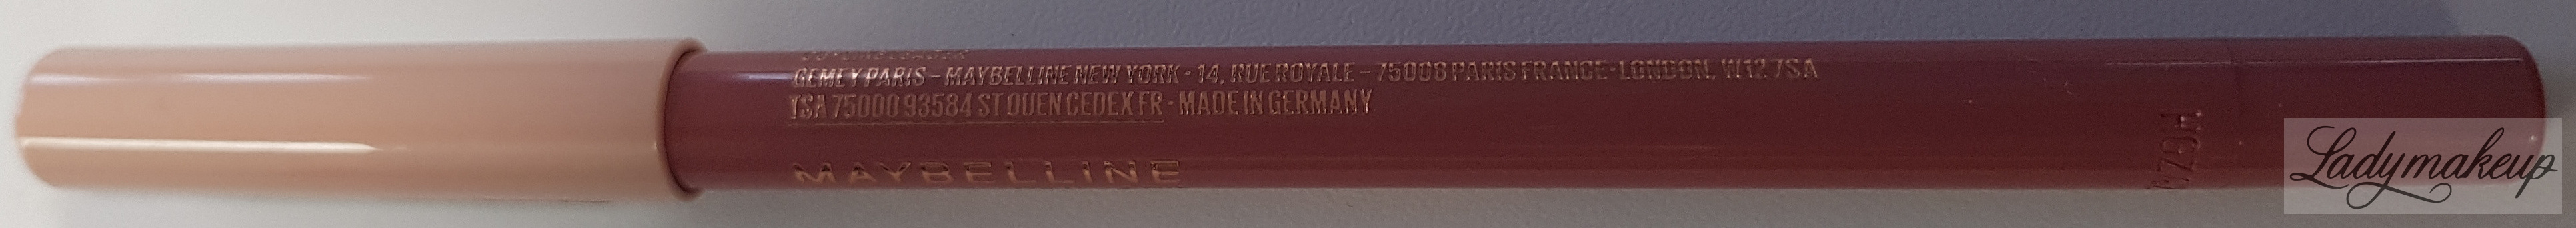 GEMEY PARIS - MAYBELLINE NEW YORK · 14, RUE ROYALE - 75008 PARIS FRANCE - LONDON, W12 7SA
TSA 75000 93584 ST OUEN CEDEX FR · MADE IN GERMANY
MAYBELLINE
Ladymakeup